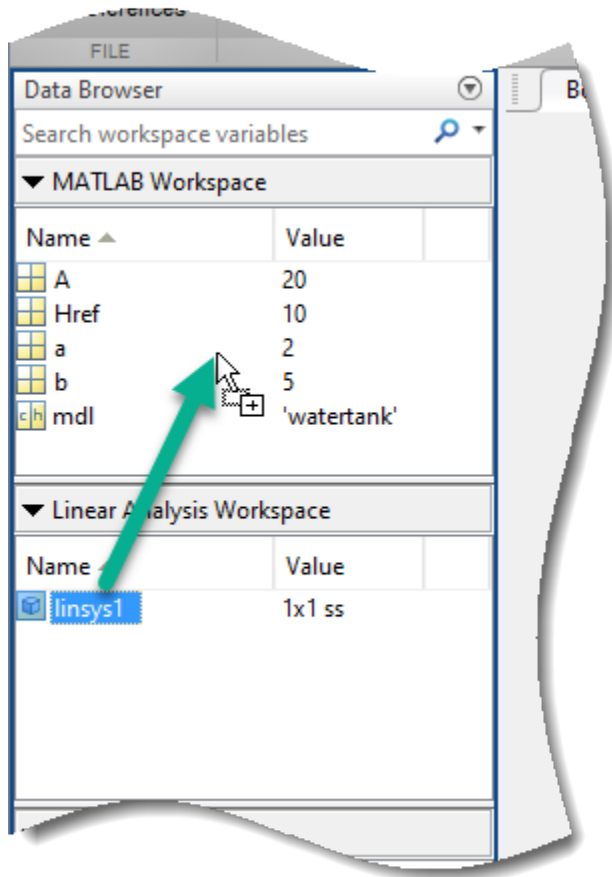 FILE
Data Browser
Search workspace variables
MATLAB Workspace
Name Value
A 20
Href 10
a 2
b 5
ch mdl 'watertank'
Linear Analysis Workspace
Name Value
linsys1 1x1 ss